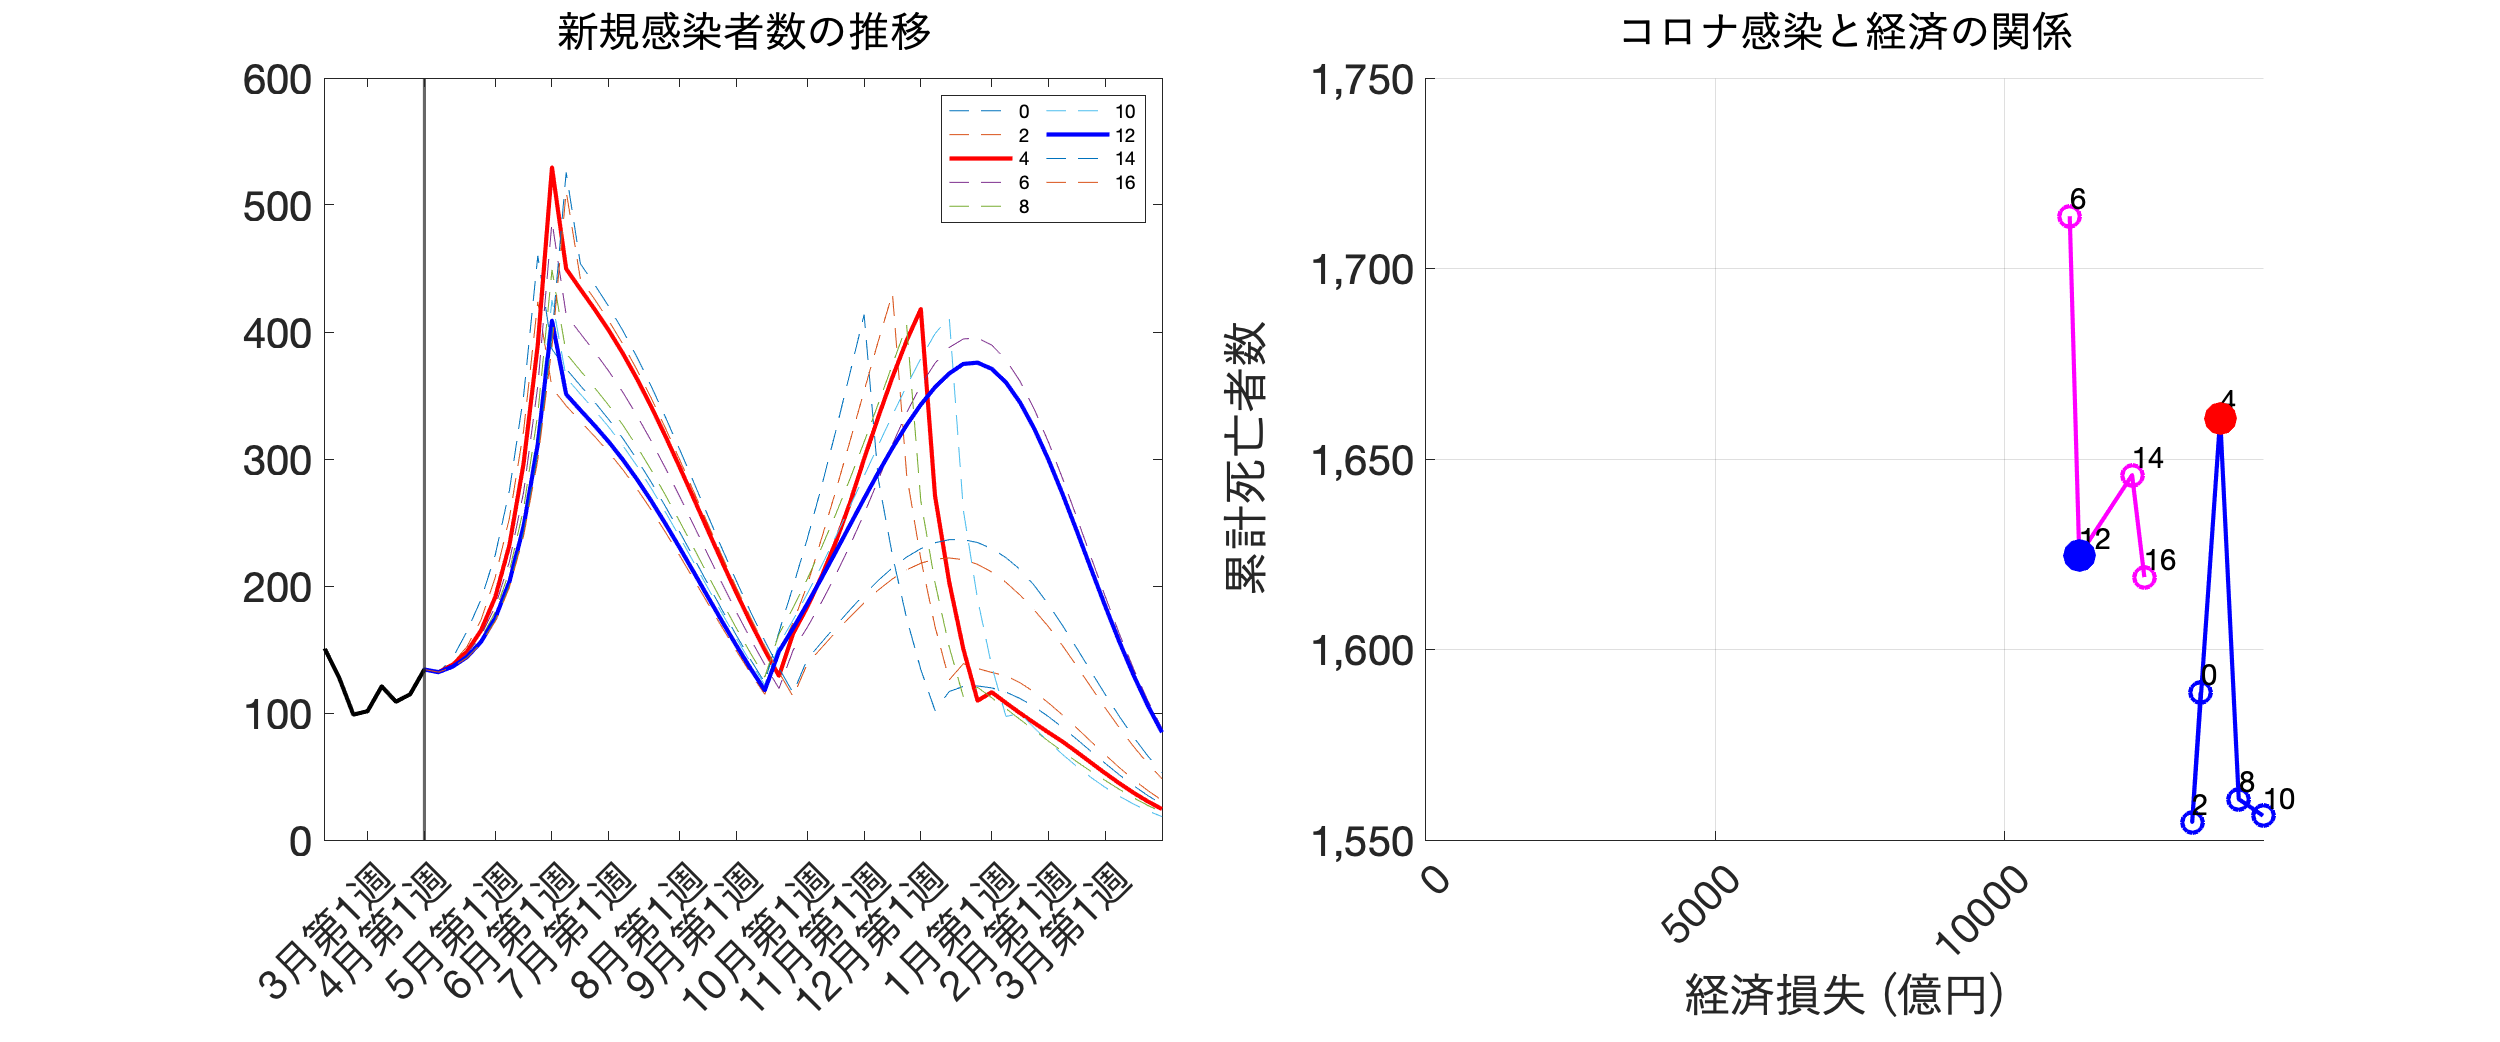 新規感染者数の推移
600
500
400
300
200
100
0
0
2
4
6
8
10
12
14
16
3月第1週
4月第1週
5月第1週
6月第1週
7月第1週
8月第1週
9月第1週
10月第1週
11月第1週
12月第1週
1月第1週
2月第1週
3月第1週
コロナ感染と経済の関係
累計死亡者数
1,750
1,700
1,650
1,600
1,550
6
4
14
12
16
0
8
2
10
0
5000
10000
経済損失 (億円)